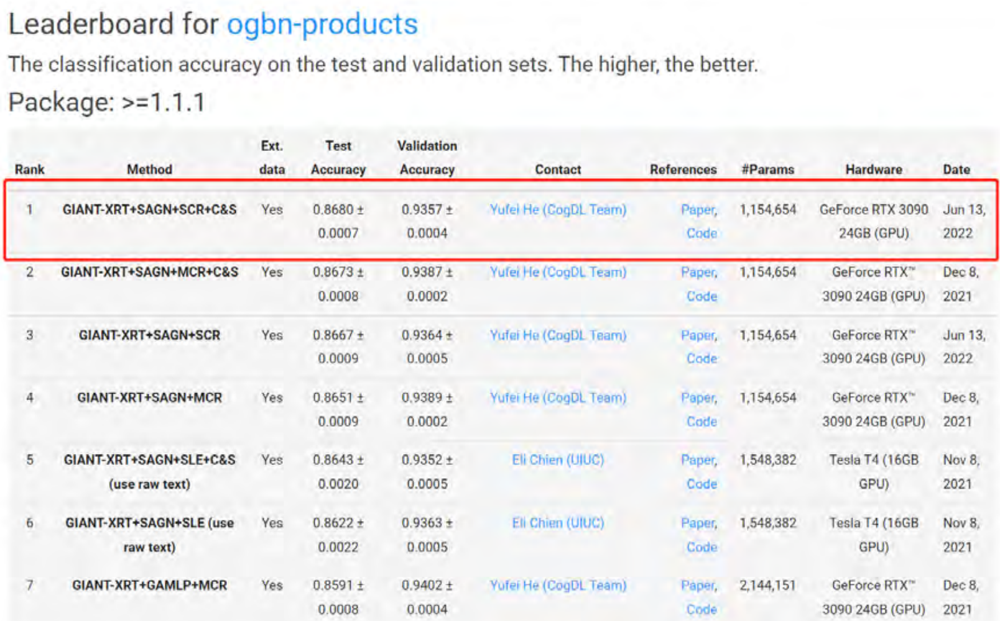 Leaderboard for ogbn-products
The classification accuracy on the test and validation sets. The higher, the better.
Package: >=1.1.1
Ext. Test Validation
Rank Method data Accuracy Accuracy Contact References #Params Hardware Date
1 GIANT-XRT+SAGN+SCR+C&S Yes 0.8680 ± 0.9357 ± Yufei He (CogDL Team) Paper, 1,154,654 GeForce RTX 3090 Jun 13,
0.0007 0.0004 Code 24GB (GPU) 2022
2 GIANT-XRT+SAGN+MCR+C&S Yes 0.8673 ± 0.9387 ± Yufei He (CogDL Team) Paper, 1,154,654 GeForce RTX™ Dec 8,
0.0008 0.0002 Code 3090 24GB (GPU) 2021
3 GIANT-XRT+SAGN+SCR Yes 0.8667 ± 0.9364 ± Yufei He (CogDL Team) Paper, 1,154,654 GeForce RTX™ Jun 13,
0.0009 0.0005 Code 3090 24GB (GPU) 2022
4 GIANT-XRT+SAGN+MCR Yes 0.8651 ± 0.9389 ± Yufei He (CogDL Team) Paper, 1,154,654 GeForce RTX™ Dec 8,
0.0009 0.0002 Code 3090 24GB (GPU) 2021
5 GIANT-XRT+SAGN+SLE+C&S Yes 0.8643 ± 0.9352 ± Eli Chien (UIUC) Paper, 1,548,382 Tesla T4 (16GB Nov 8,
(use raw text) 0.0020 0.0005 Code GPU) 2021
6 GIANT-XRT+SAGN+SLE (use Yes 0.8622 ± 0.9363 ± Eli Chien (UIUC) Paper, 1,548,382 Tesla T4 (16GB Nov 8,
raw text) 0.0022 0.0005 Code GPU) 2021
7 GIANT-XRT+GAMLP+MCR Yes 0.8591 ± 0.9402 ± Yufei He (CogDL Team) Paper, 2,144,151 GeForce RTX™ Dec 8,
0.0008 0.0004 Code 3090 24GB (GPU) 2021